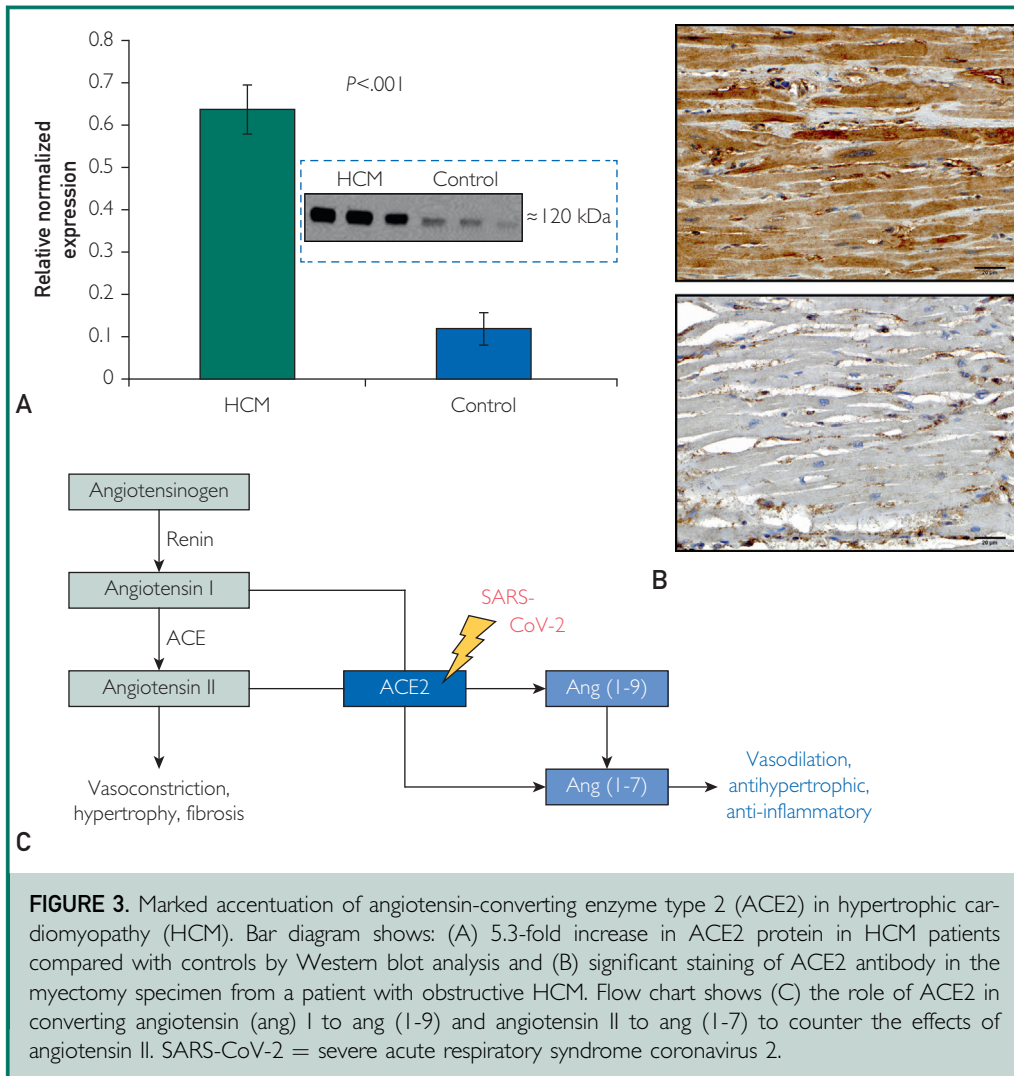 0.8
0.7
0.6
0.5
0.4
0.3
0.2
0.1
0
Relative normalized
expression
P<.001
HCM Control
≈120 kDa
HCM Control
A
20 µm
20 µm
B
Angiotensinogen
Renin
Angiotensin I
ACE
Angiotensin II
Vasoconstriction,
hypertrophy, fibrosis
SARS-
CoV-2
ACE2
Ang (1-9)
Ang (1-7)
Vasodilation,
antihypertrophic,
anti-inflammatory
C
FIGURE 3. Marked accentuation of angiotensin-converting enzyme type 2 (ACE2) in hypertrophic car-
diomyopathy (HCM). Bar diagram shows: (A) 5.3-fold increase in ACE2 protein in HCM patients
compared with controls by Western blot analysis and (B) significant staining of ACE2 antibody in the
myectomy specimen from a patient with obstructive HCM. Flow chart shows (C) the role of ACE2 in
converting angiotensin (ang) I to ang (1-9) and angiotensin II to ang (1-7) to counter the effects of
angiotensin II. SARS-CoV-2 = severe acute respiratory syndrome coronavirus 2.